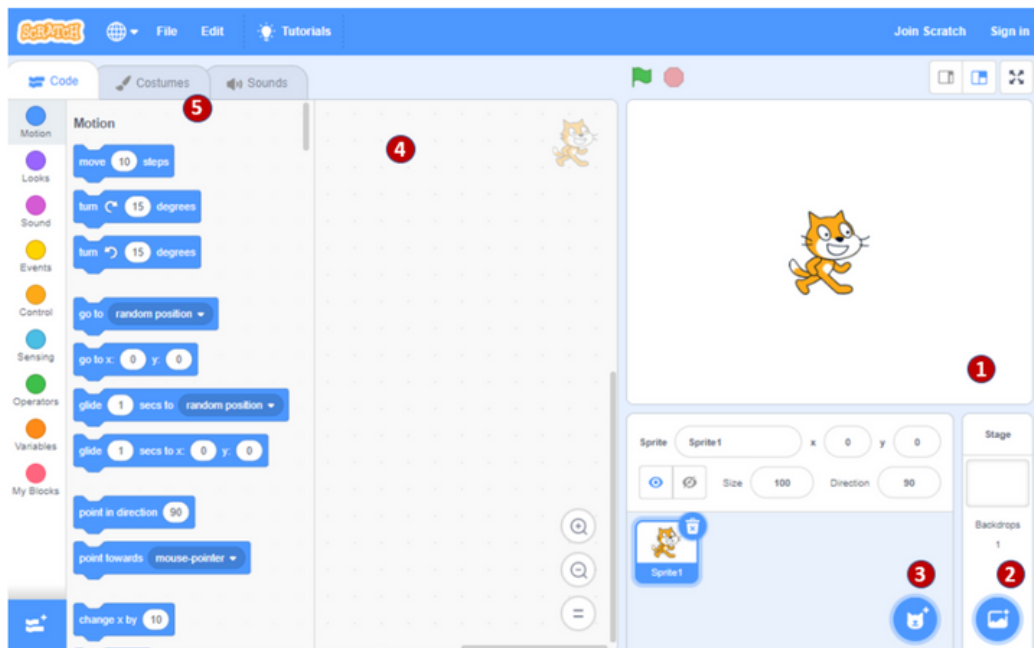 SCRATCH File Edit Tutorials Join Scratch Sign in
Code Costumes Sounds
5
Motion
Looks
Sound
Events
Control
Sensing
Operators
Variables
My Blocks
Motion
move 10 steps
turn 15 degrees
turn 15 degrees
go to random position
go to x: 0 y: 0
glide 1 secs to random position
glide 1 secs to x: 0 y: 0
point in direction 90
point towards mouse-pointer
change x by 10
4
1
Sprite Sprite1 x 0 y 0
Size 100 Direction 90
Sprite1
3
Stage
Backdrops
1
2